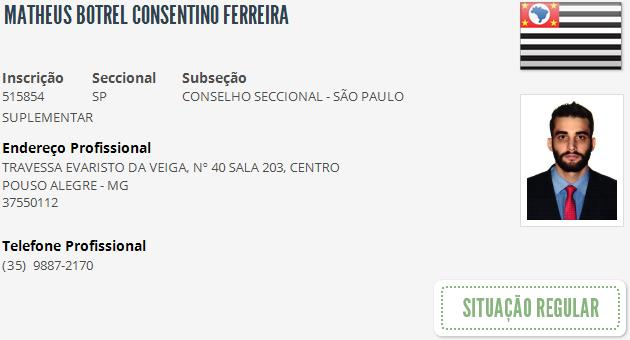 MATHEUS BOTREL CONSENTINO FERREIRA
Inscrição Seccional Subseção
515854 SP CONSELHO SECCIONAL - SÃO PAULO
SUPLEMENTAR
Endereço Profissional
TRAVESSA EVARISTO DA VEIGA, Nº 40 SALA 203, CENTRO
POUSO ALEGRE - MG
37550112
Telefone Profissional
(35) 9887-2170
SITUAÇÃO REGULAR